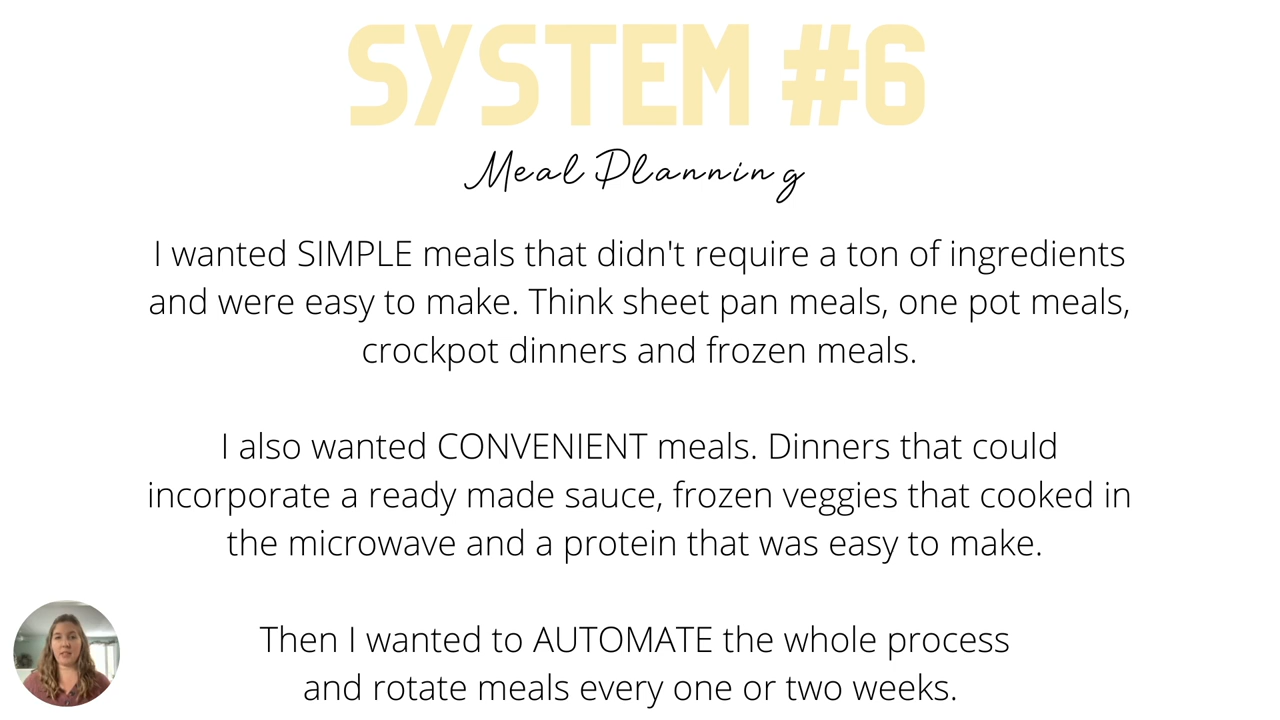 SYSTEM #6
Meal Planning
I wanted SIMPLE meals that didn't require a ton of ingredients
and were easy to make. Think sheet pan meals, one pot meals,
crockpot dinners and frozen meals.
I also wanted CONVENIENT meals. Dinners that could
incorporate a ready made sauce, frozen veggies that cooked in
the microwave and a protein that was easy to make.
Then I wanted to AUTOMATE the whole process
and rotate meals every one or two weeks.